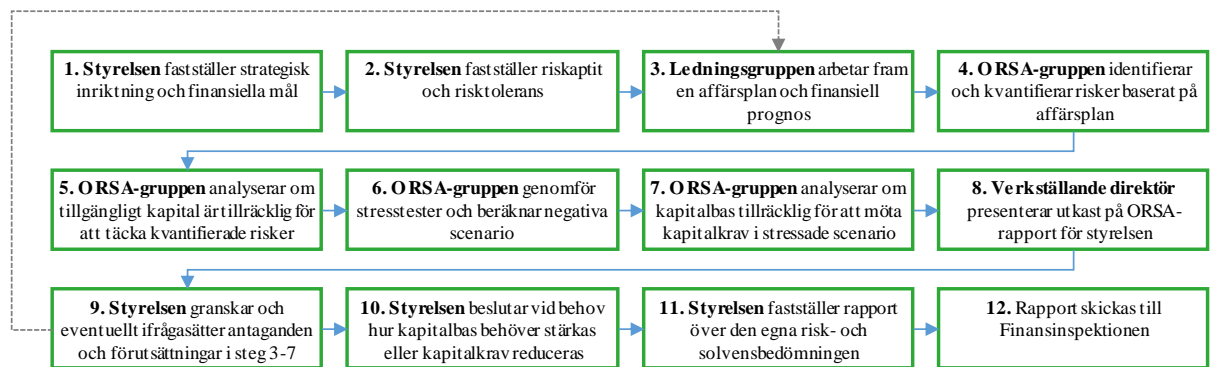 1. Styrelsen fastställer strategisk
inriktning och finansiella mål
2. Styrelsen fastställer riskaptit
och risktolerans
3. Ledningsgruppen arbetar fram
en affärsplan och finansiell
prognos
4. ORSA-gruppen identifierar
och kvantifierar risker baserat på
affärsplan
5. ORSA-gruppen analyserar om
tillgängligt kapital är tillräcklig för
att täcka kvantifierade risker
6. ORSA-gruppen genomför
stresstester och beräknar negativa
scenario
7. ORSA-gruppen analyserar om
kapitalbas tillräcklig för att möta
kapitalkrav i stressade scenario
8. Verkställande direktör
presenterar utkast på ORSA-
rapport för styrelsen
9. Styrelsen granskar och
eventuellt ifrågasätter antaganden
och förutsättningar i steg 3-7
10. Styrelsen beslutar vid behov
hur kapitalbas behöver stärkas
eller kapitalkrav reduceras
11. Styrelsen fastställer rapport
över den egna risk- och
solvensbedömningen
12. Rapport skickas till
Finansinspektionen